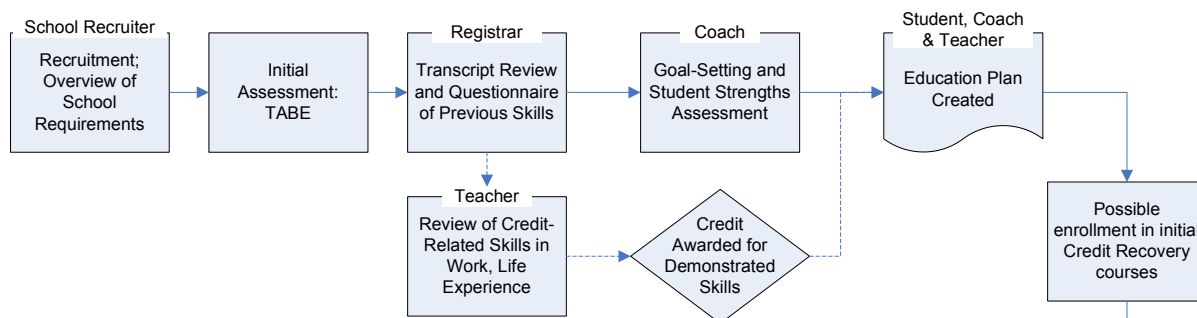 School Recruiter
Recruitment;
Overview of
School
Requirements
Initial
Assessment:
TABE
Registrar
Transcript Review
and Questionnaire
of Previous Skills
Coach
Goal-Setting and
Student Strengths
Assessment
Student, Coach
& Teacher
Education Plan
Created
Teacher
Review of Credit-
Related Skills in
Work, Life
Experience
Credit
Awarded for
Demonstrated
Skills
Possible
enrollment in initial
Credit Recovery
courses